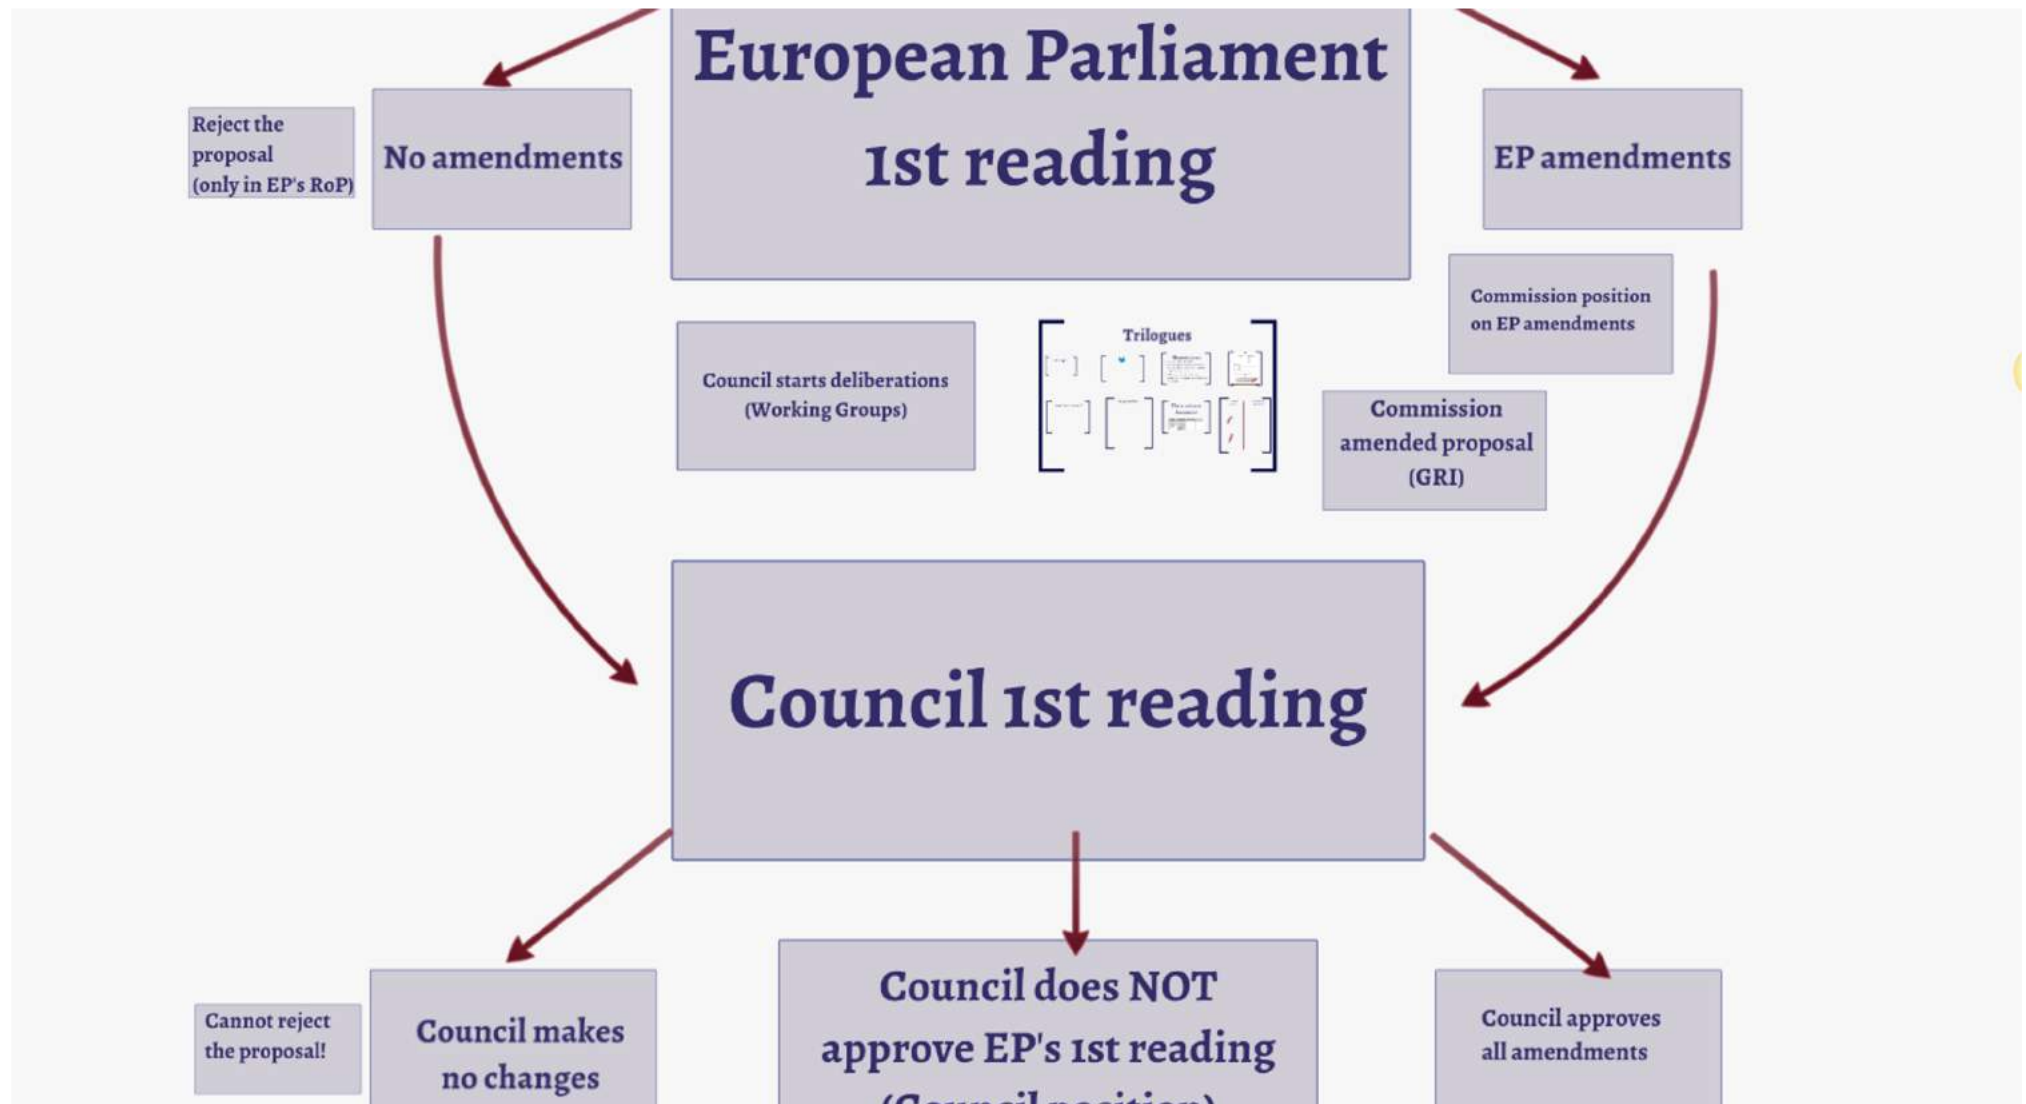 European Parliament
1st reading
Reject the
proposal
(only in EP's RoP)
No amendments
EP amendments
Commission position
on EP amendments
Trilogues
Council starts deliberations
(Working Groups)
Commission
amended proposal
(GRI)
Council 1st reading
Cannot reject
the proposal!
Council makes
no changes
Council does NOT
approve EP's 1st reading
(Council position)
Council approves
all amendments